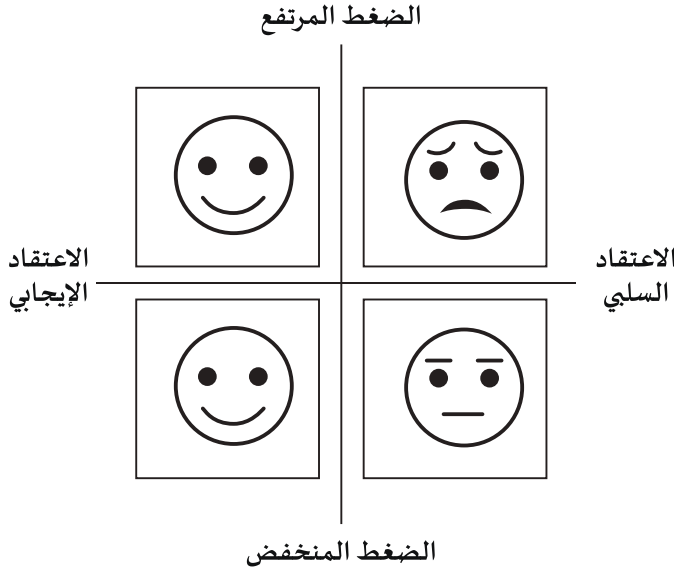 الضغط المرتفع
الاعتقاد
السلبي
الاعتقاد
الإيجابي
الضغط المنخفض